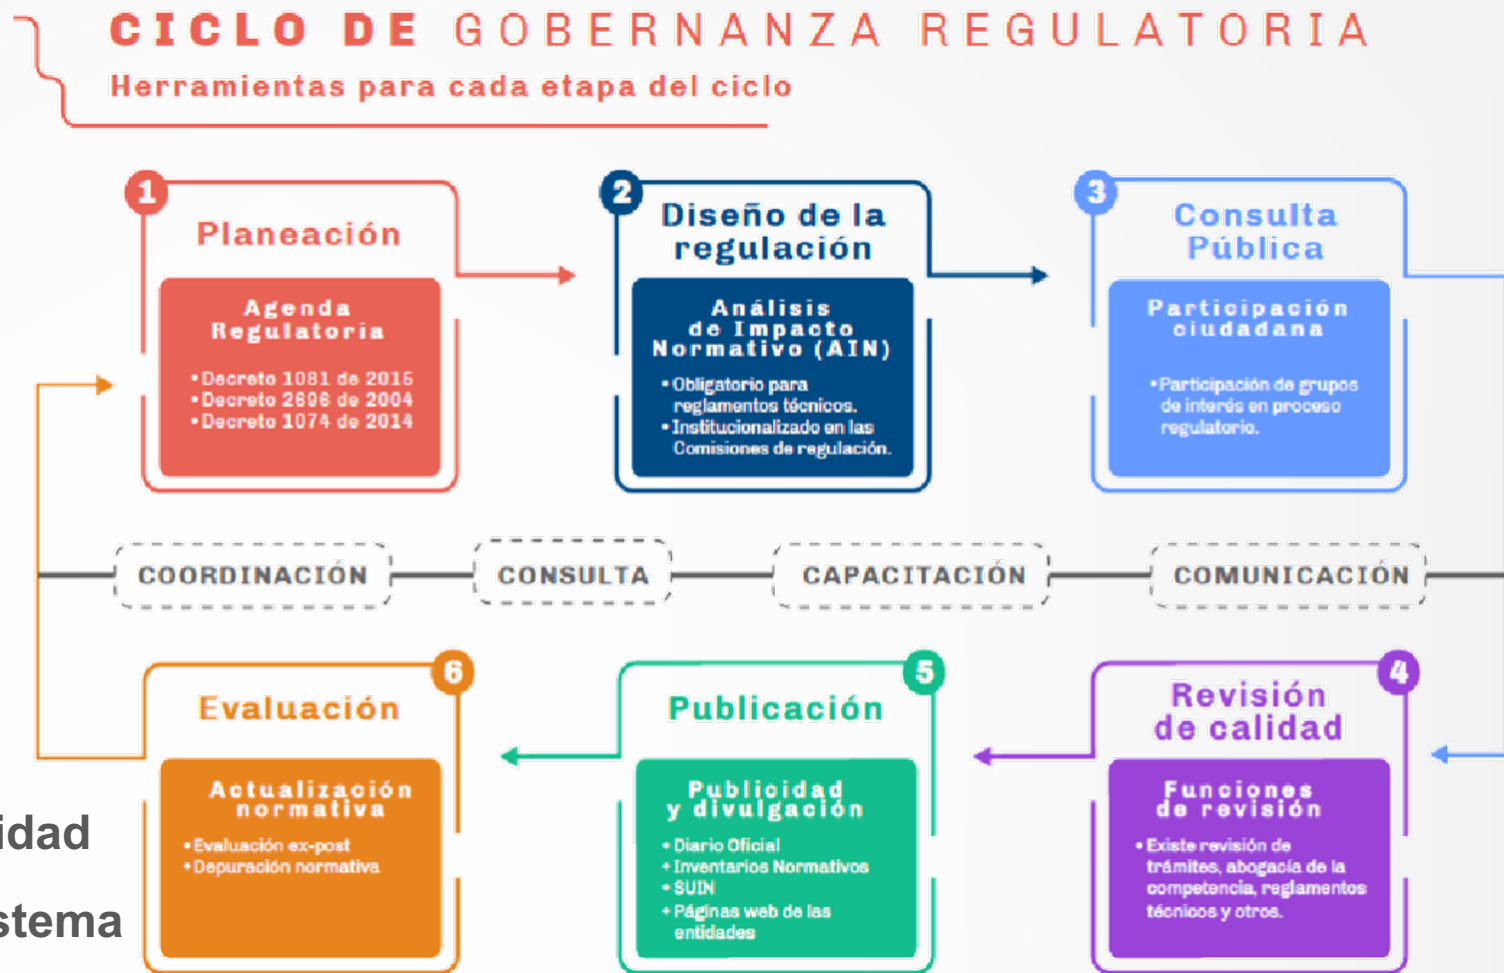 CICLO DE GOBERNANZA REGULATORIA
Herramientas para cada etapa del ciclo
1
Planeación
Agenda
Regulatoria
• Decreto 1081 de 2015
• Decreto 2696 de 2004
• Decreto 1074 de 2014
2
Diseño de la
regulación
Análisis
de Impacto
Normativo (AIN)
• Obligatorio para
reglamentos técnicos.
• Institucionalizado en las
Comisiones de regulación.
3
Consulta
Pública
Participación
ciudadana
• Participación de grupos
de interés en proceso
regulatorio.
COORDINACIÓN
CONSULTA
CAPACITACIÓN
COMUNICACIÓN
6
Evaluación
Actualización
normativa
• Evaluación ex-post
• Depuración normativa
5
Publicación
Publicidad
y divulgación
• Diario Oficial
• Inventarios Normativos
• SUIN
• Páginas web de las
entidades
4
Revisión
de calidad
Funciones
de revisión
• Existe revisión de
trámites, abogacía de la
competencia, reglamentos
técnicos y otros.
idad
stema